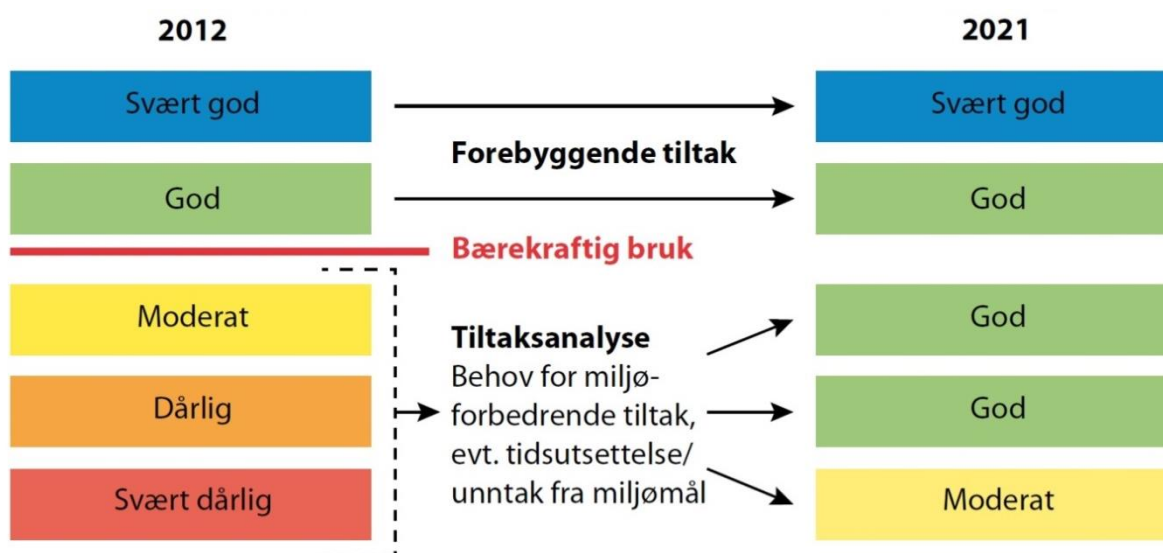 2012
2021
Svært god
Svært god
Forebyggende tiltak
God
God
Bærekraftig bruk
Moderat
God
Tiltaksanalyse
Behov for miljø-
forbedrende tiltak,
evt. tidsutsettelse/
unntak fra miljømål
Dårlig
God
Svært dårlig
Moderat